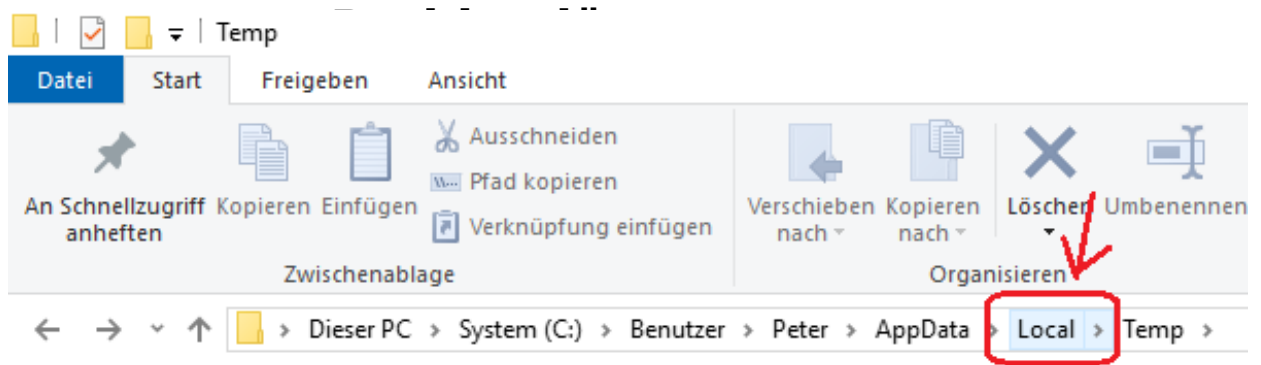 Temp
Datei Start Freigeben Ansicht
An Schnellzugriff anheften
Kopieren
Einfügen
Ausschneiden
Pfad kopieren
Verknüpfung einfügen
Zwischenablage
Verschieben nach
Kopieren nach
Löschen
Umbenennen
Organisieren
Dieser PC > System (C:) > Benutzer > Peter > AppData > Local > Temp >